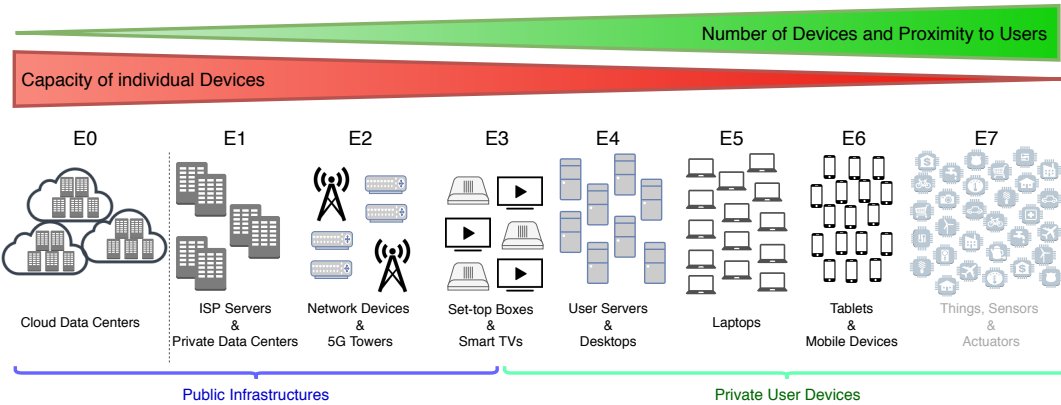 Number of Devices and Proximity to Users
Capacity of individual Devices
E0
E1
E2
E3
E4
E5
E6
E7
Cloud Data Centers
ISP Servers
&
Private Data Centers
Network Devices
&
5G Towers
Set-top Boxes
&
Smart TVs
User Servers
&
Desktops
Laptops
Tablets
&
Mobile Devices
Things, Sensors
&
Actuators
Public Infrastructures
Private User Devices